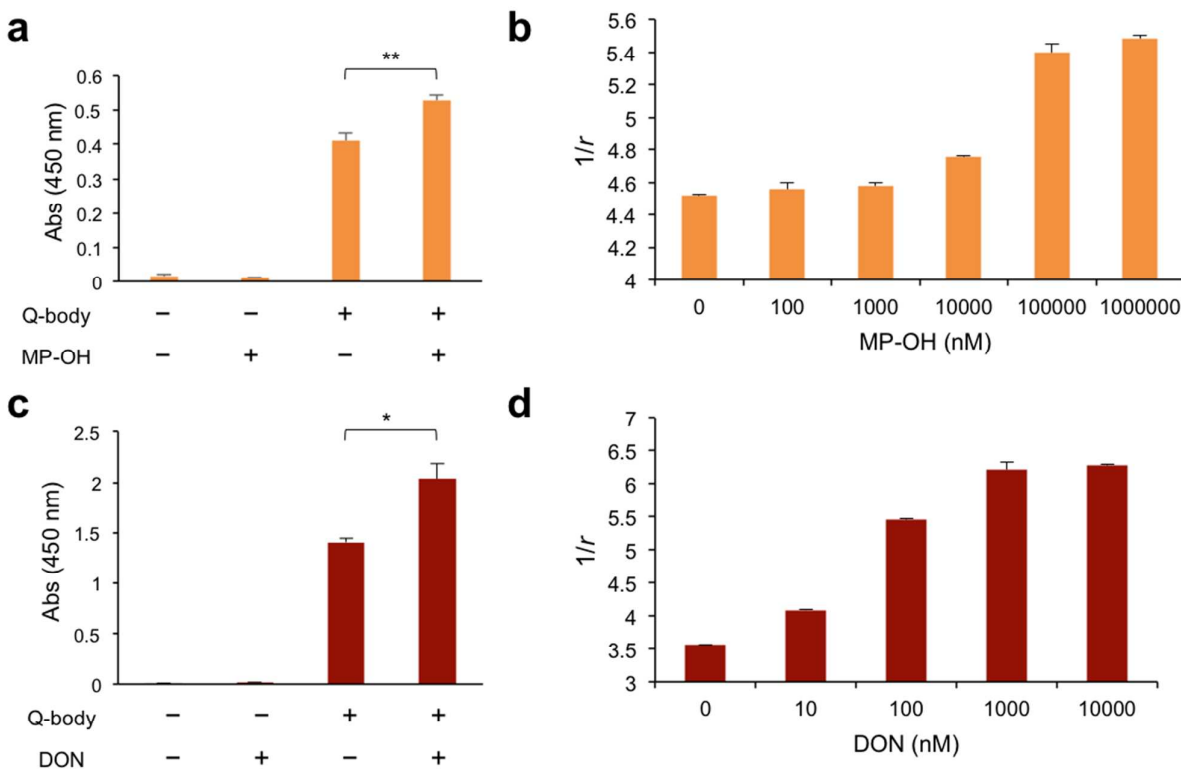 a
**
0.6
0.5
0.4
0.3
0.2
0.1
0
Abs (450 nm)
Q-body − − + +
MP-OH − + − +
b
5.6
5.4
5.2
5
4.8
4.6
4.4
4.2
4
1/r
0 100 1000 10000 100000 1000000
MP-OH (nM)
c
*
2.5
2
1.5
1
0.5
0
Abs (450 nm)
Q-body − − + +
DON − + − +
d
7
6.5
6
5.5
5
4.5
4
3.5
3
1/r
0 10 100 1000 10000
DON (nM)